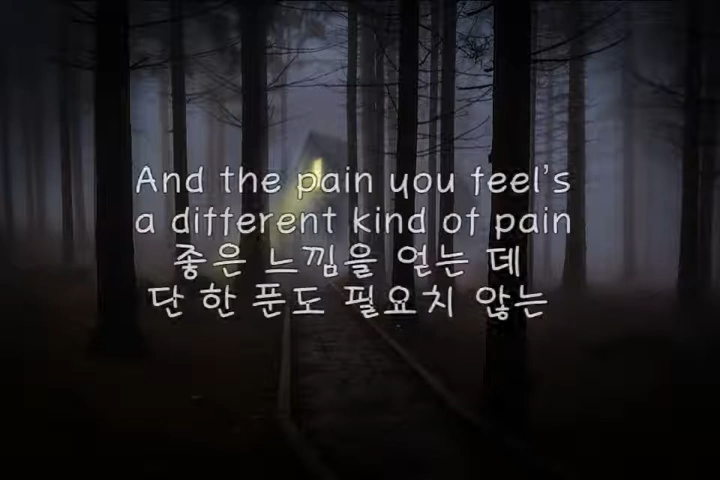 And the pain you feel's
a different kind of pain
좋은 느낌을 얻는 데
단 한 푼도 필요치 않는